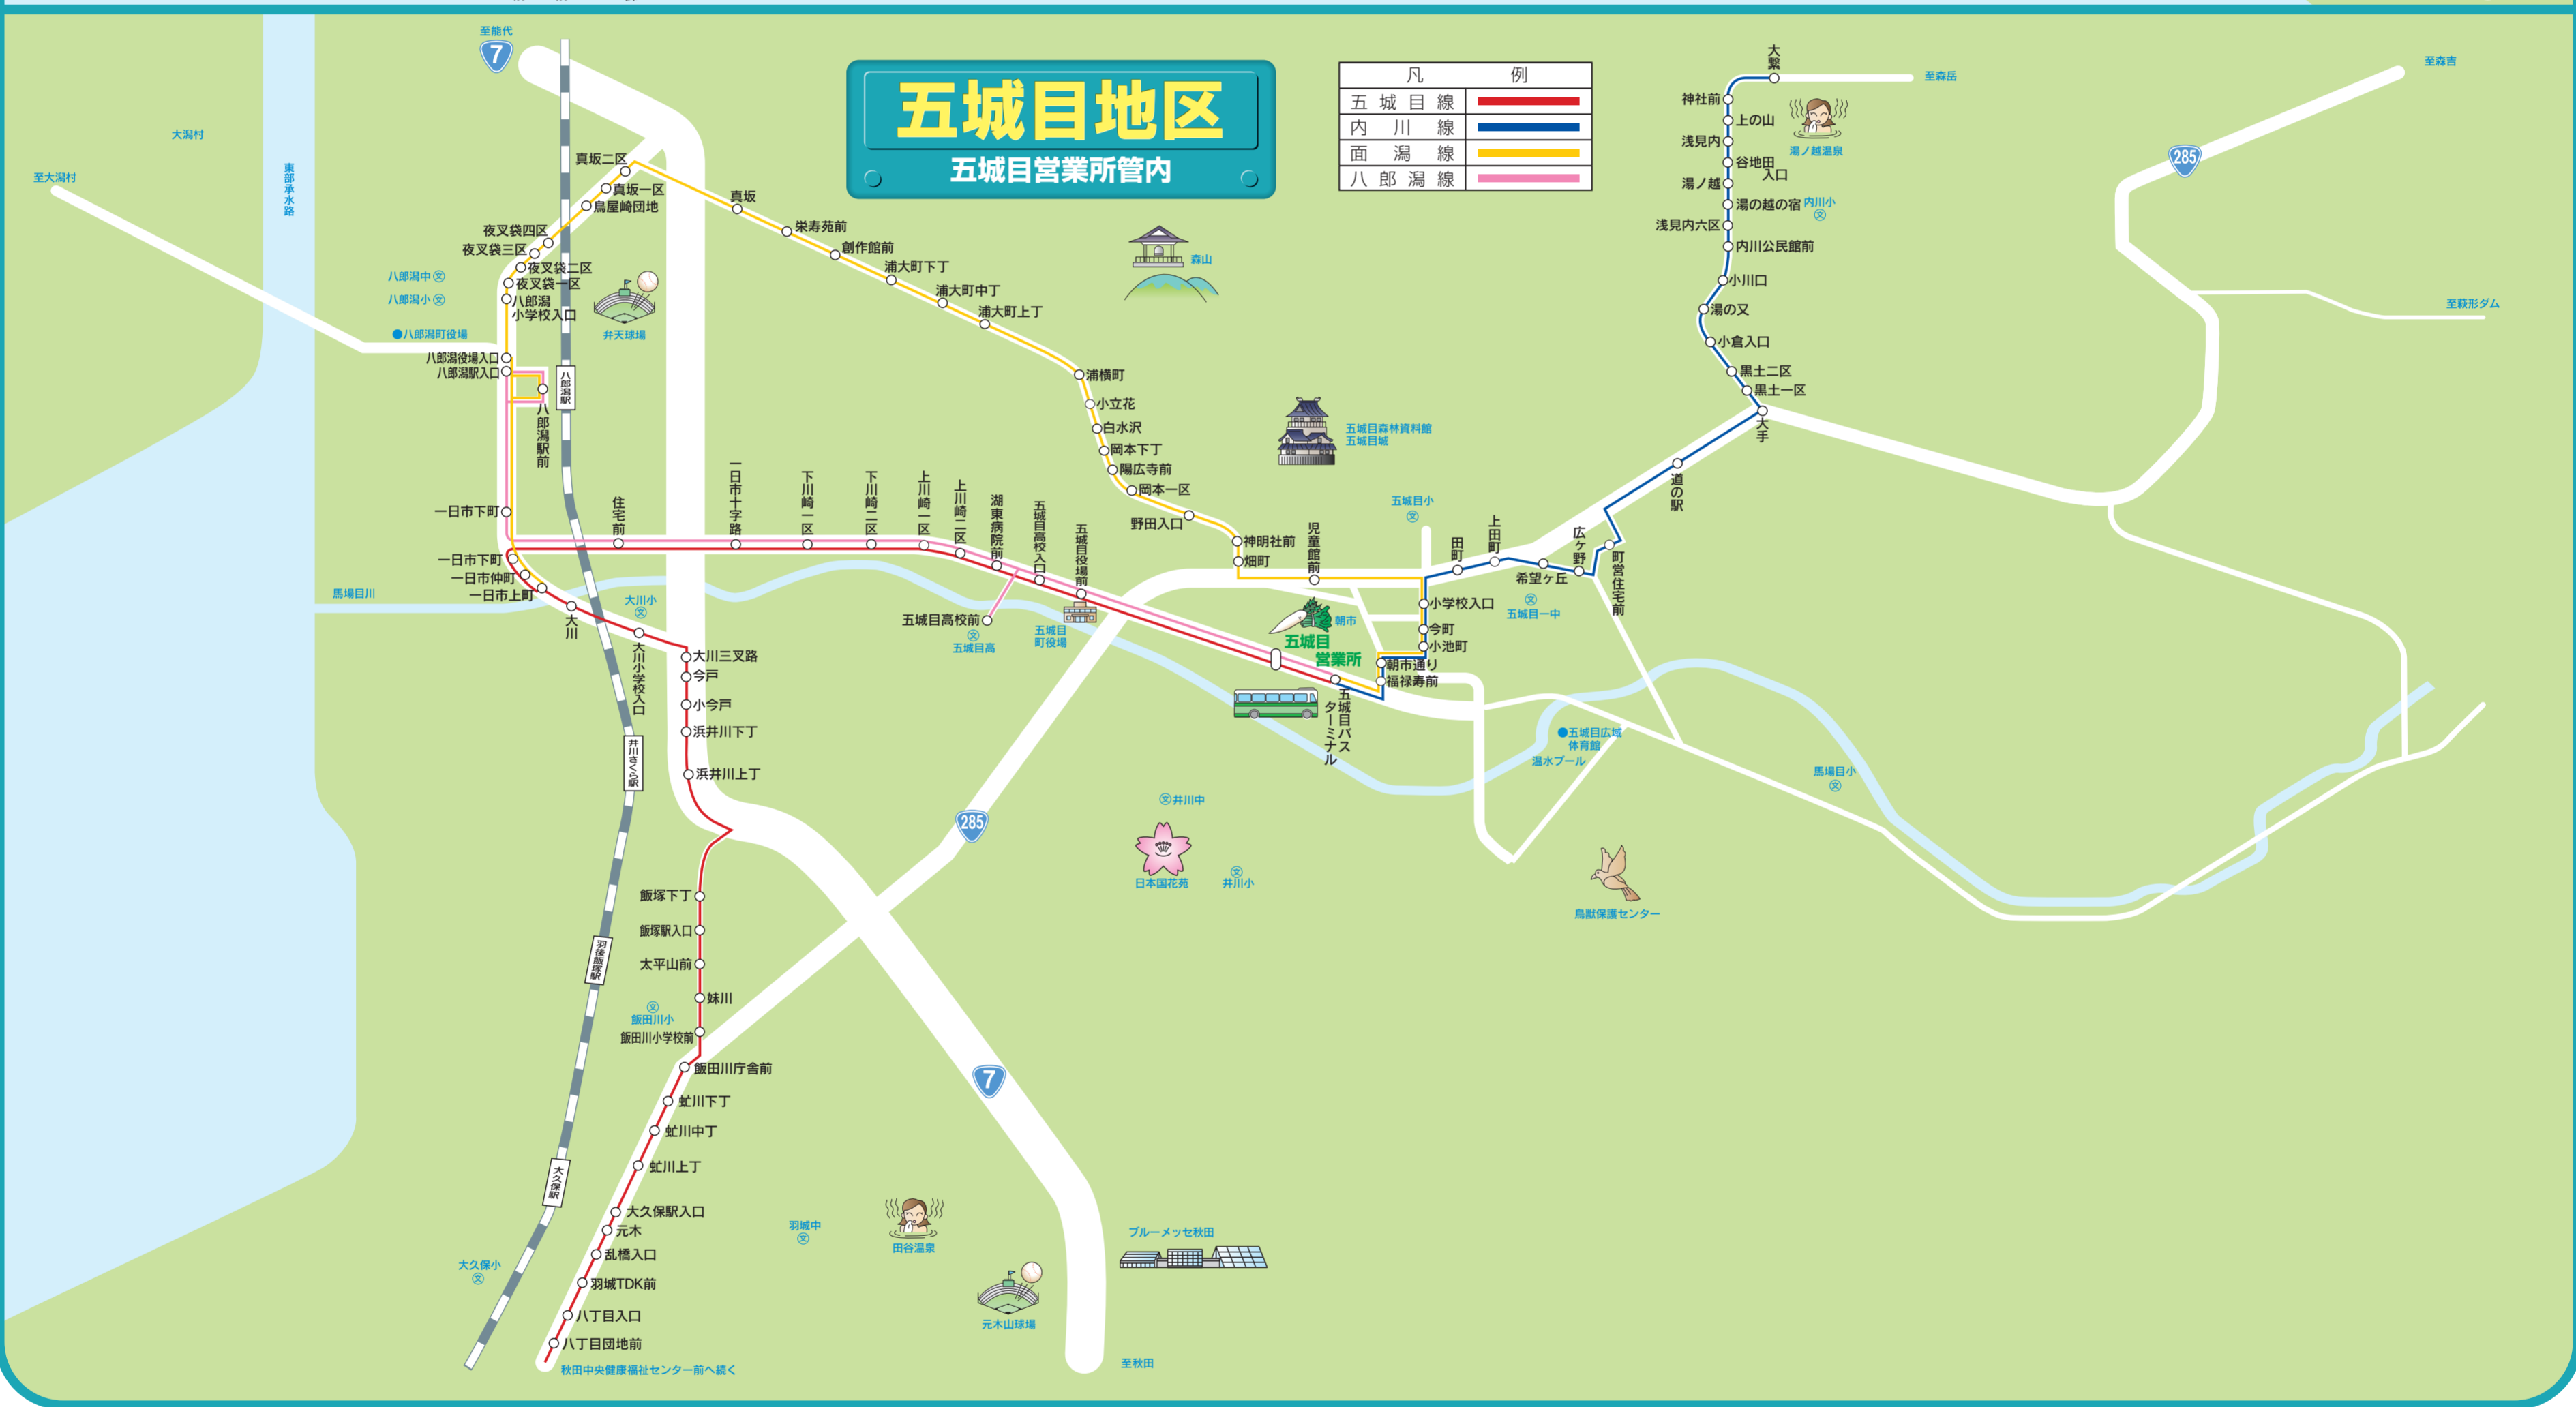 五城目地区
五城目営業所管内
凡例
五城目線
内川線
面潟線
八郎潟線
至能代
7
大潟村
至大潟村
東部承水路
真坂二区
真坂一区
鳥屋崎団地
夜叉袋四区
夜叉袋三区
夜叉袋二区
夜叉袋一区
八郎潟
小学校入口
八郎潟中 文
八郎潟小 文
●八郎潟町役場
八郎潟役場入口
八郎潟駅入口
八郎潟駅
八郎潟駅前
弁天球場
真坂
栄寿苑前
創作館前
浦大町下丁
浦大町中丁
浦大町上丁
浦横町
小立花
白水沢
岡本下丁
陽広寺前
岡本一区
野田入口
神明社前
畑町
児童館前
森山
五城目森林資料館
五城目城
大繋
至森岳
神社前
上の山
浅見内
谷地田
入口
湯ノ越
湯の越の宿
浅見内六区
内川公民館前
小川口
湯の又
小倉入口
黒土二区
黒土一区
大手
道の駅
湯ノ越温泉
内川小
文
至森吉
285
至萩形ダム
一日市下町
一日市下町
一日市仲町
一日市上町
住宅前
一日市十字路
下川崎一区
下川崎二区
上川崎一区
上川崎二区
湖東病院前
五城目高校入口
五城目役場前
五城目高校前
文
五城目高
五城目
町役場
五城目小
文
田町
上田町
希望ヶ丘
広ヶ野
町営住宅前
文
五城目一中
小学校入口
今町
小池町
朝市通り
福禄寿前
朝市
五城目
営業所
五城目バス
ターミナル
馬場目川
大川
大川小
文
大川小学校入口
大川三叉路
今戸
小今戸
浜井川下丁
浜井川上丁
井川さくら駅
●五城目広域
体育館
温水プール
馬場目小
文
285
文 井川中
日本国花苑
文
井川小
鳥獣保護センター
飯塚下丁
飯塚駅入口
太平山前
妹川
羽後飯塚駅
文
飯田川小
飯田川小学校前
飯田川庁舎前
虻川下丁
虻川中丁
虻川上丁
7
大久保駅
大久保駅入口
元木
乱橋入口
羽城TDK前
八丁目入口
八丁目団地前
大久保小
文
羽城中
文
田谷温泉
ブルーメッセ秋田
元木山球場
至秋田
秋田中央健康福祉センター前へ続く